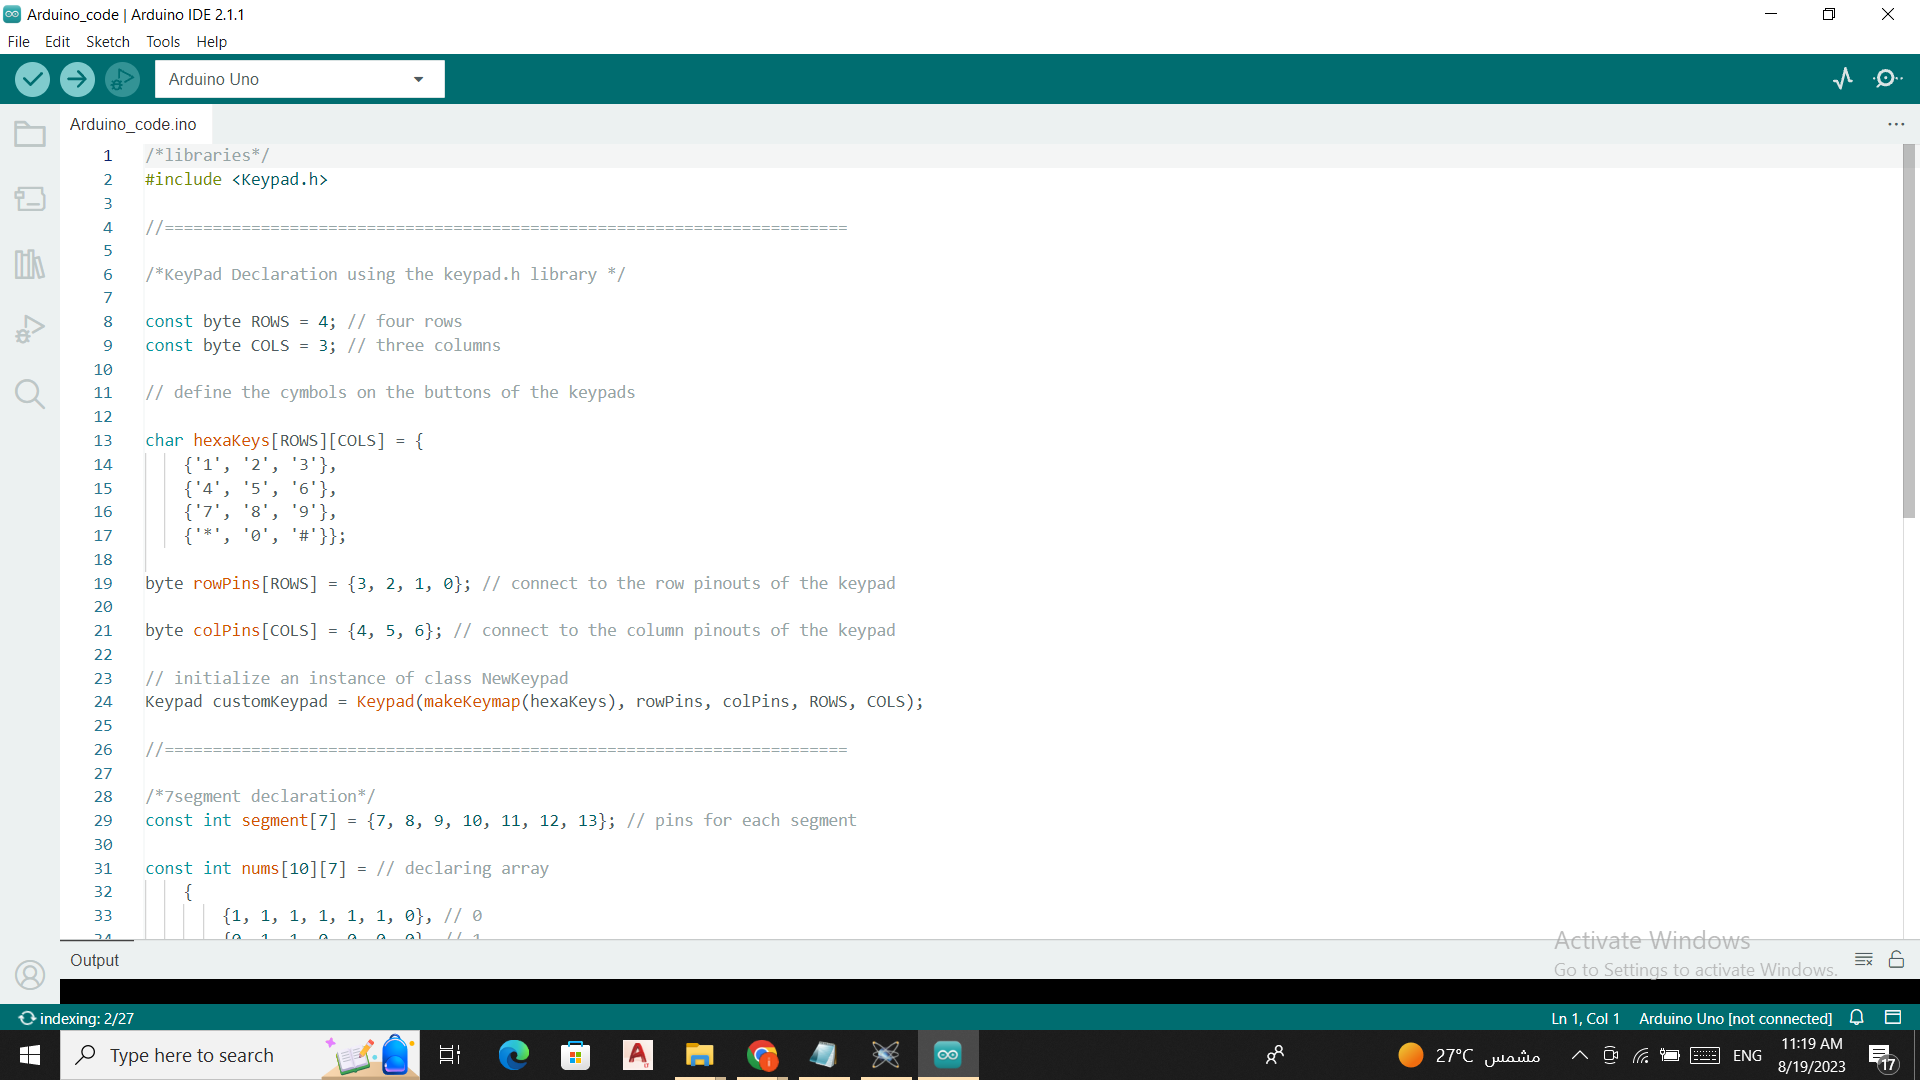 Arduino_code | Arduino IDE 2.1.1
File Edit Sketch Tools Help
Arduino Uno
Arduino_code.ino
1 /*libraries*/
2 #include <Keypad.h>
3
4 //=======================================================================
5
6 /*KeyPad Declaration using the keypad.h library */
7
8 const byte ROWS = 4; // four rows
9 const byte COLS = 3; // three columns
10
11 // define the cymbols on the buttons of the keypads
12
13 char hexaKeys[ROWS][COLS] = {
14 {'1', '2', '3'},
15 {'4', '5', '6'},
16 {'7', '8', '9'},
17 {'*', '0', '#'}};
18
19 byte rowPins[ROWS] = {3, 2, 1, 0}; // connect to the row pinouts of the keypad
20
21 byte colPins[COLS] = {4, 5, 6}; // connect to the column pinouts of the keypad
22
23 // initialize an instance of class NewKeypad
24 Keypad customKeypad = Keypad(makeKeymap(hexaKeys), rowPins, colPins, ROWS, COLS);
25
26 //=======================================================================
27
28 /*7segment declaration*/
29 const int segment[7] = {7, 8, 9, 10, 11, 12, 13}; // pins for each segment
30
31 const int nums[10][7] = // declaring array
32 {
33 {1, 1, 1, 1, 1, 1, 0}, // 0
34 {0, 1, 1, 0, 0, 0, 0}, // 1
Activate Windows
Output
Go to Settings to activate Windows.
indexing: 2/27
Ln 1, Col 1 Arduino Uno [not connected]
Type here to search
27°C مشمس
ENG
11:19 AM
8/19/2023
17